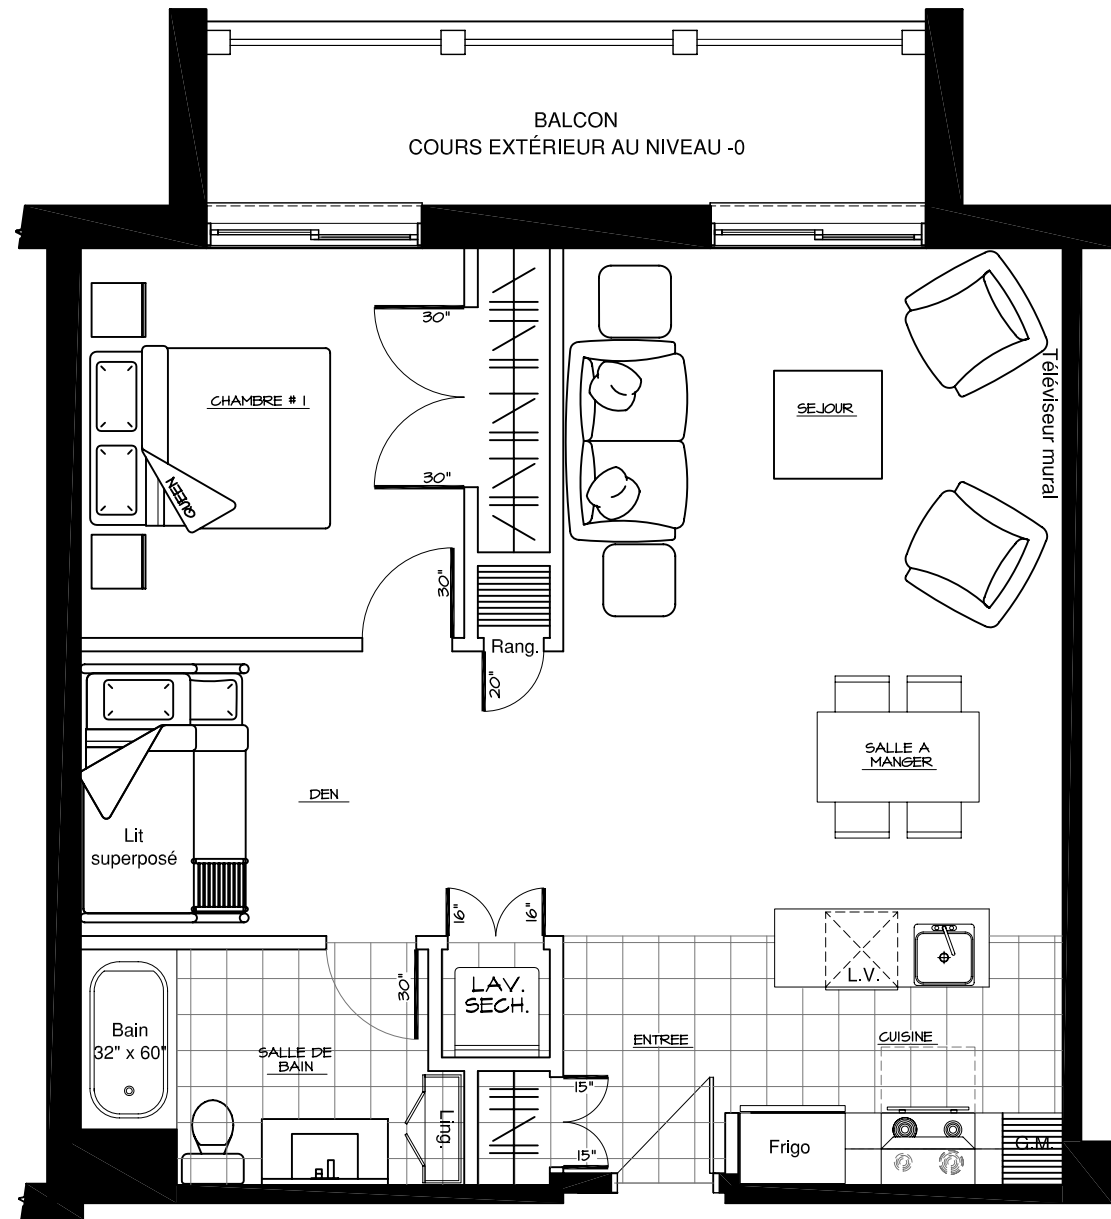 BALCON
COURS EXTÉRIEUR AU NIVEAU -0
30"
CHAMBRE # 1
SEJOUR
Téléviseur mural
30"
QUEEN
30"
Rang.
20"
SALLE A
MANGER
DEN
Lit
superposé
16"
16"
L.V.
30"
LAV.
SECH.
Bain
32" x 60"
SALLE DE
BAIN
ENTREE
CUISINE
15"
Ling.
15"
Frigo
G.M.